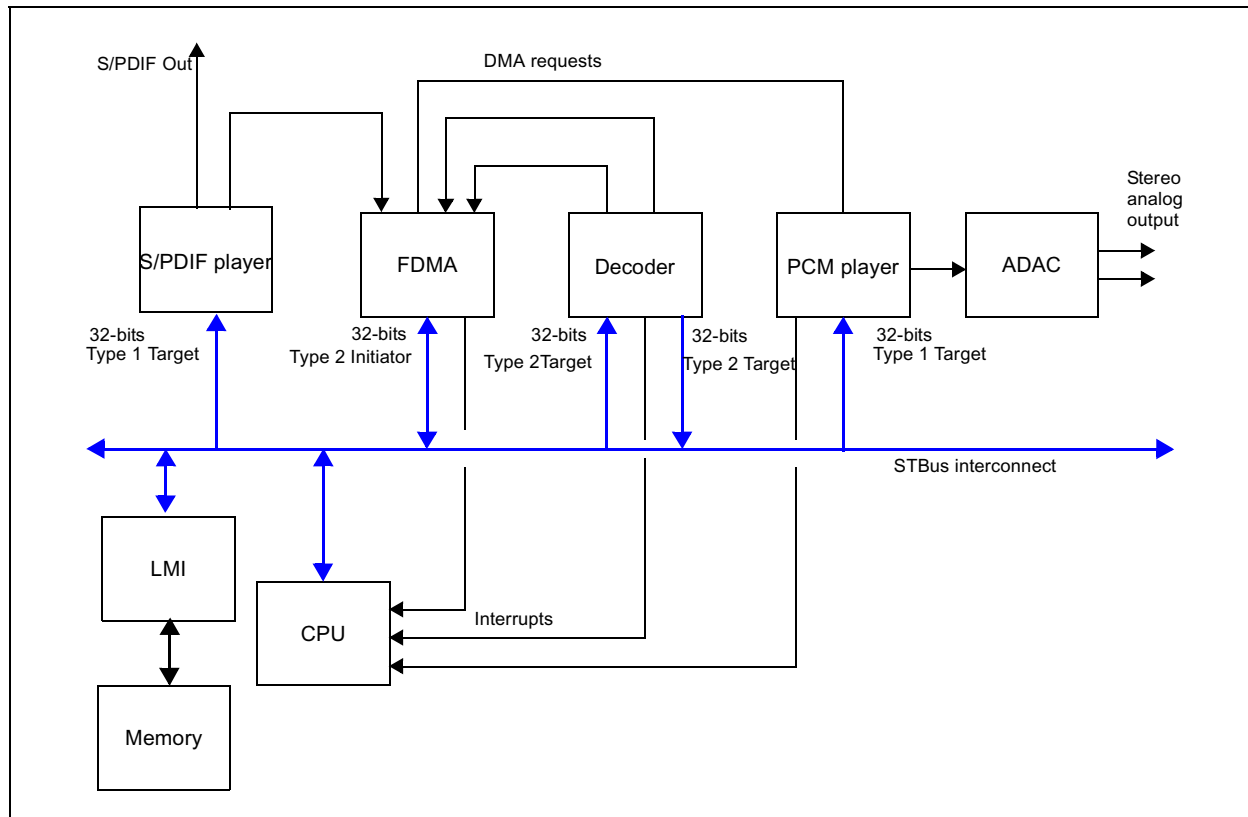 S/PDIF Out
DMA requests
Stereo
analog
output
S/PDIF player
FDMA
Decoder
PCM player
ADAC
32-bits
Type 1 Target
32-bits
Type 2 Initiator
32-bits
Type 2Target
32-bits
Type 2 Target
32-bits
Type 1 Target
STBus interconnect
LMI
CPU
Interrupts
Memory